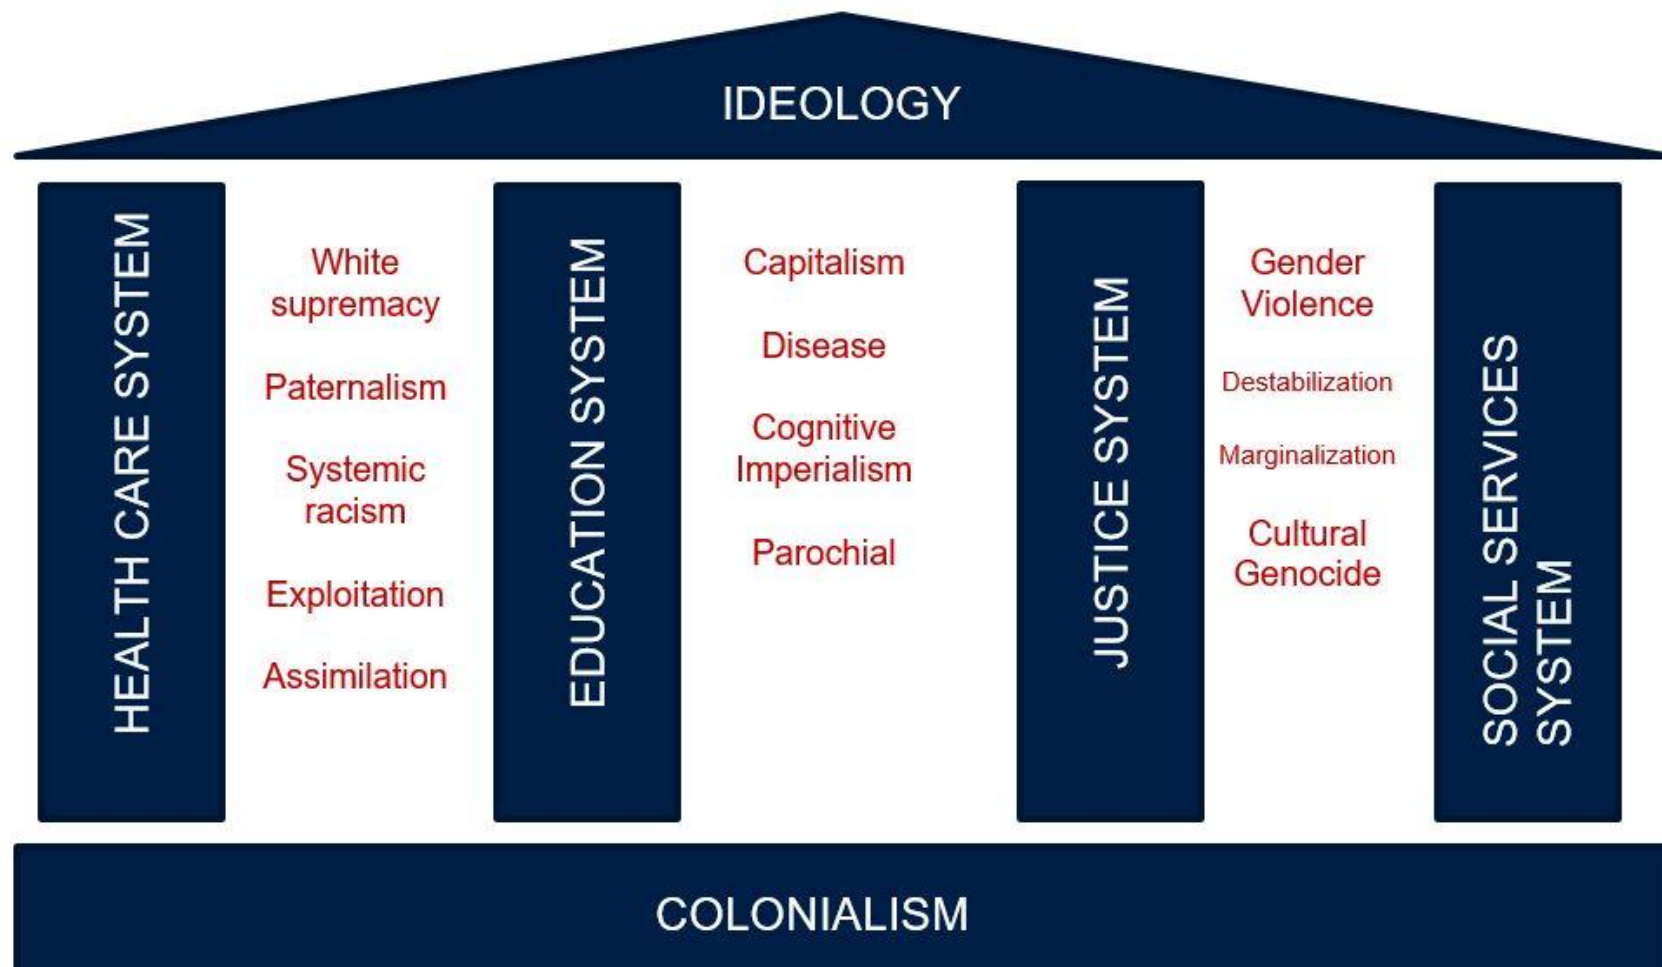 IDEOLOGY
HEALTH CARE SYSTEM
White
supremacy
Paternalism
Systemic
racism
Exploitation
Assimilation
EDUCATION SYSTEM
Capitalism
Disease
Cognitive
Imperialism
Parochial
JUSTICE SYSTEM
Gender
Violence
Destabilization
Marginalization
Cultural
Genocide
SOCIAL SERVICES
SYSTEM
COLONIALISM